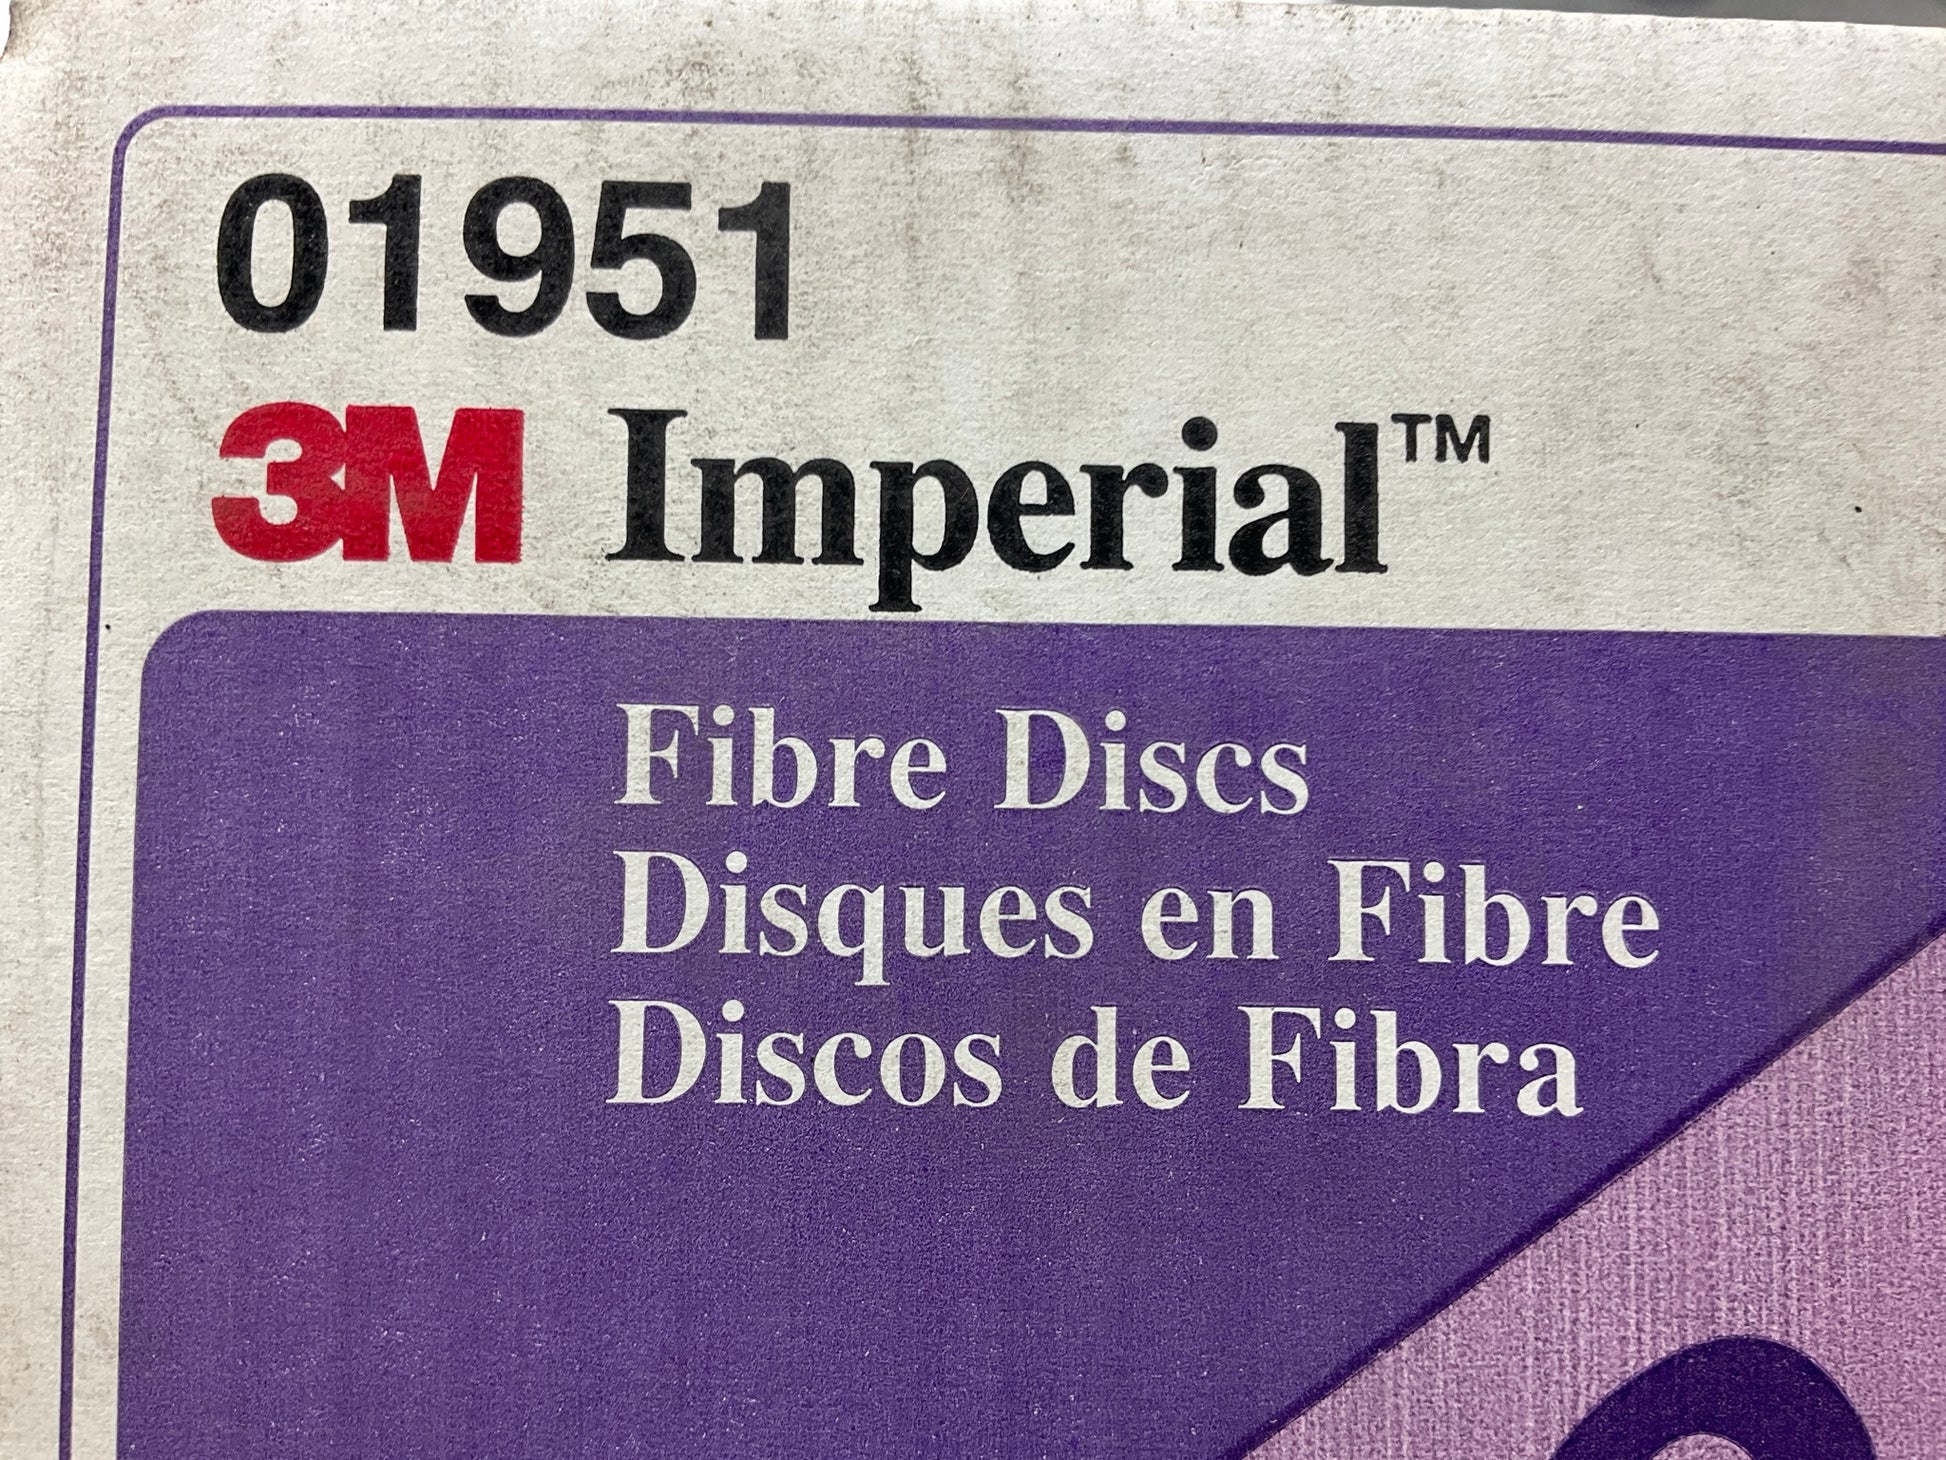 01951
3M Imperial™
Fibre Discs
Disques en Fibre
Discos de Fibra